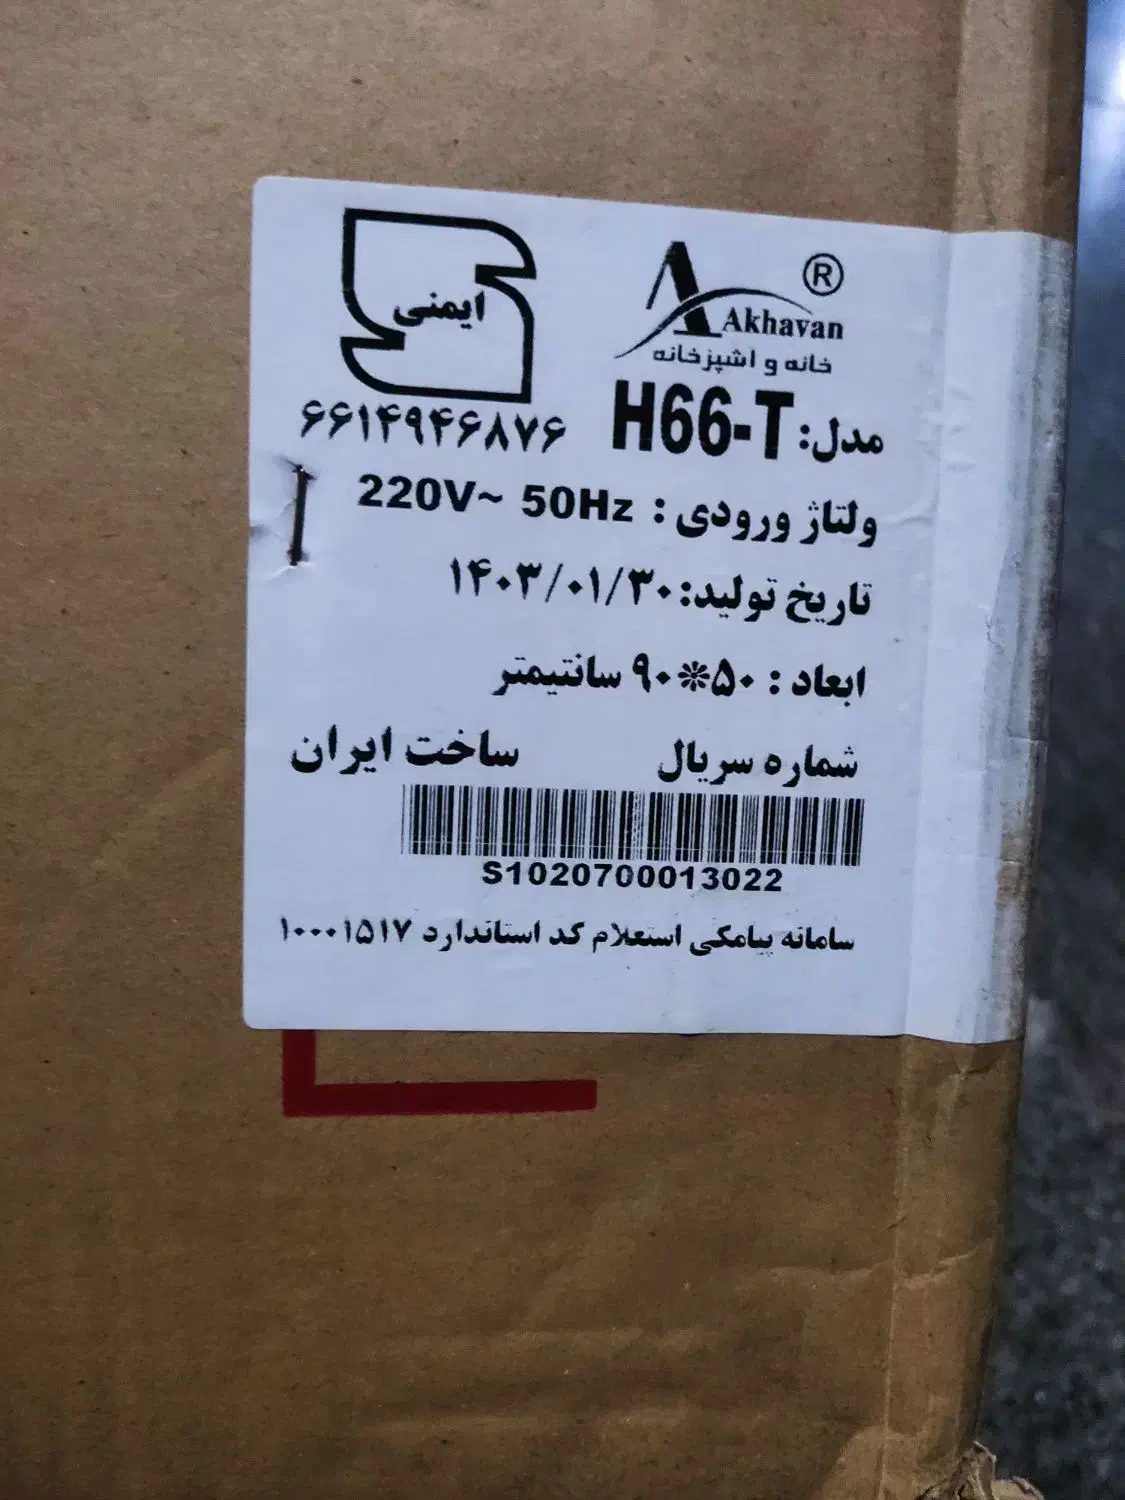 ایمنی
۶۶۱۴۹۴۶۸۷۶
®
Akhavan
خانه و آشپزخانه
مدل: H66-T
ولتاژ ورودی : 220V~ 50Hz
تاریخ تولید: ۱۴۰۳/۰۱/۳۰
ابعاد : ۵۰*۹۰ سانتیمتر
شماره سریال ساخت ایران
S1020700013022
سامانه پیامکی استعلام کد استاندارد ۱۰۰۰۱۵۱۷